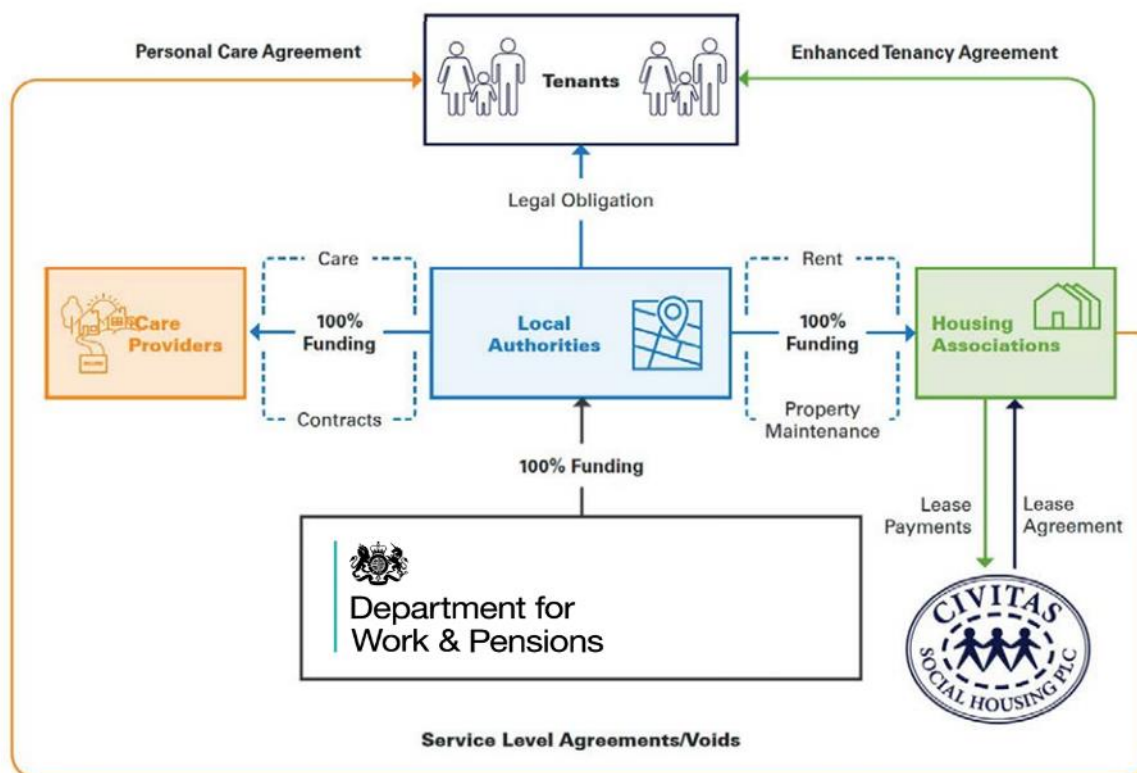 Personal Care Agreement
Enhanced Tenancy Agreement
Tenants
Legal Obligation
Care
Rent
Care
Providers
100%
Funding
Local
Authorities
100%
Funding
Housing
Associations
Contracts
Property
Maintenance
100% Funding
Lease
Payments
Lease
Agreement
Department for
Work & Pensions
CIVITAS
SOCIAL HOUSING PLC
Service Level Agreements/Voids